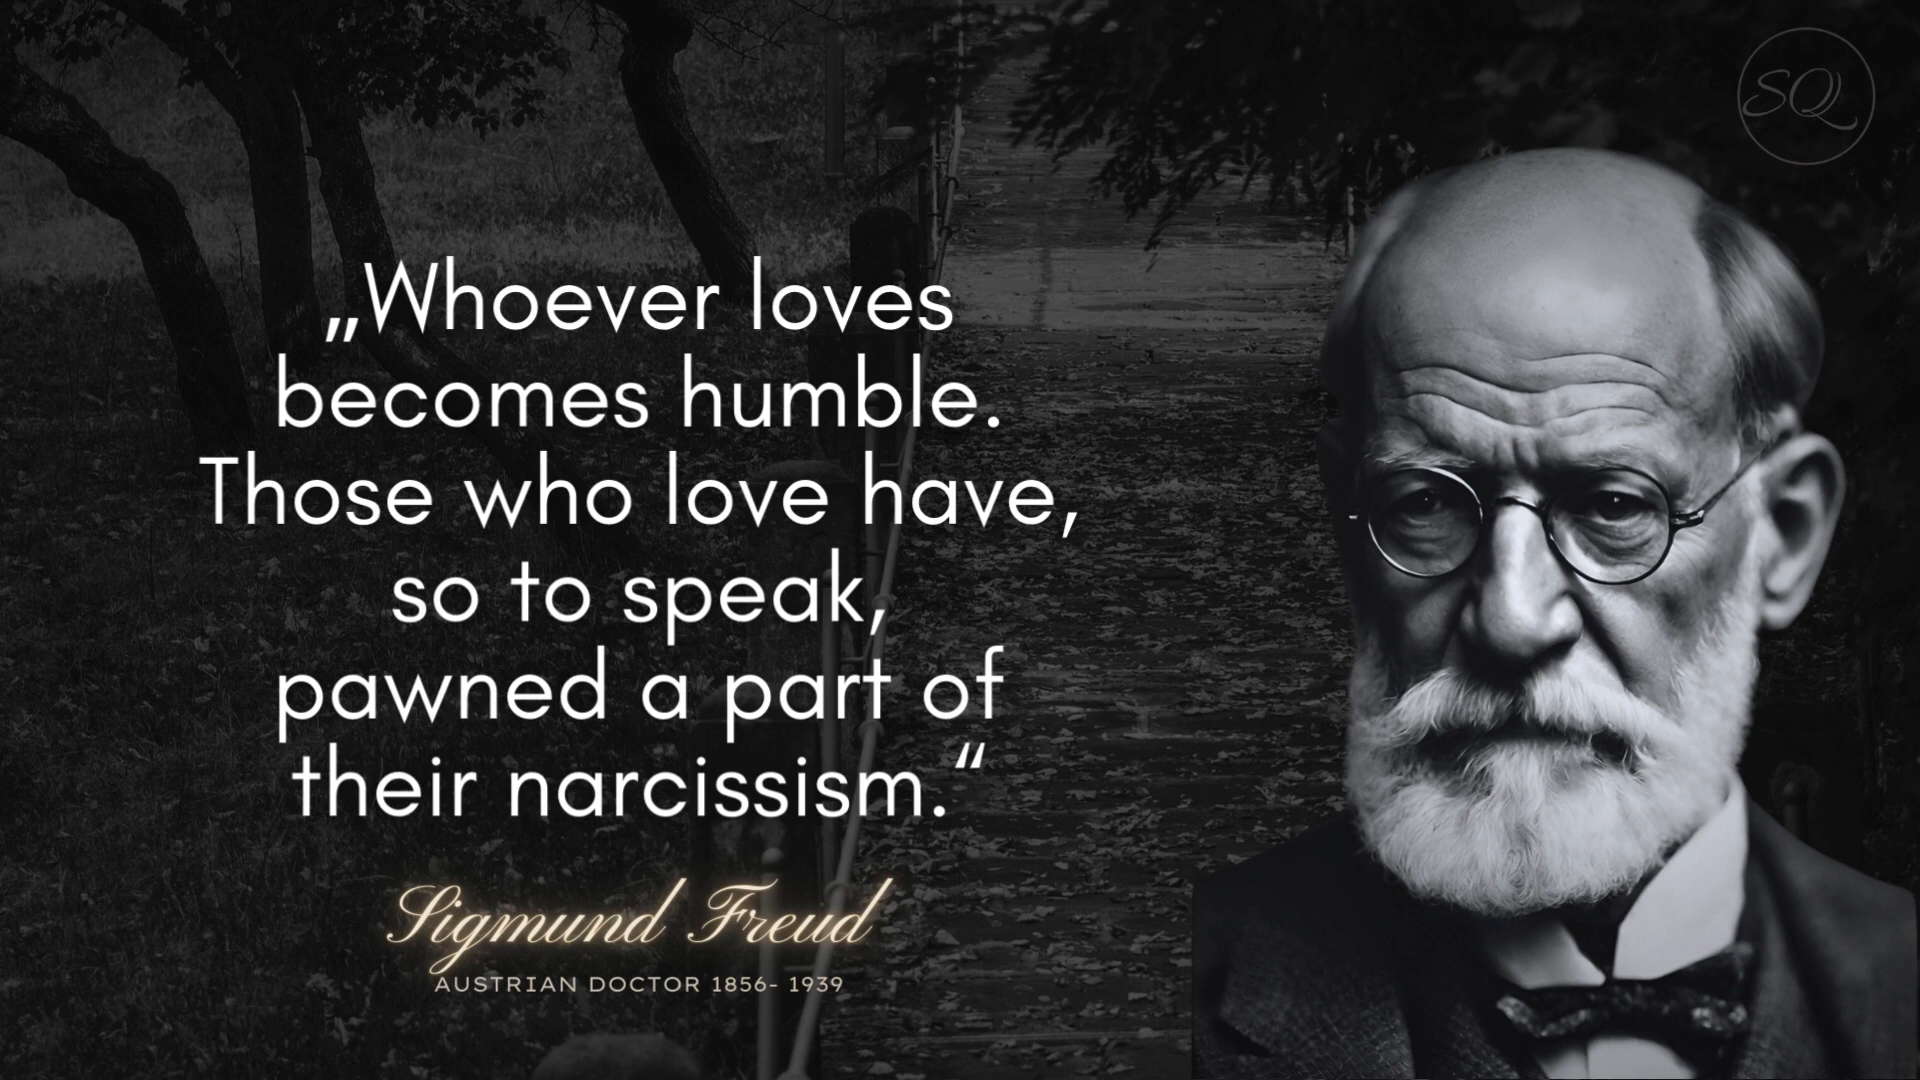 SQ
„Whoever loves
becomes humble.
Those who love have,
so to speak,
pawned a part of
their narcissism.“
Sigmund Freud
AUSTRIAN DOCTOR 1856- 1939